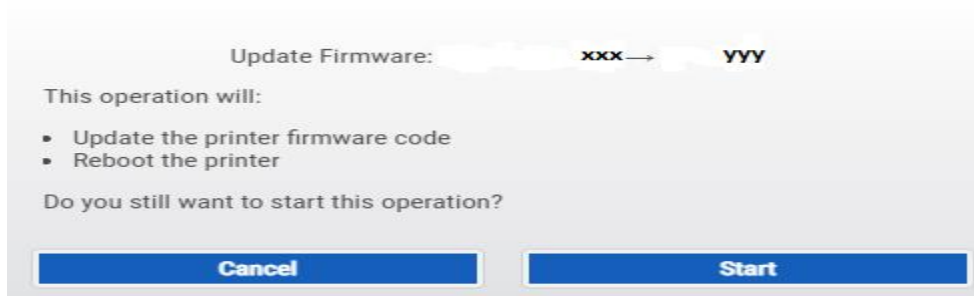 Update Firmware: xxx→ yyy
This operation will:
• Update the printer firmware code
• Reboot the printer
Do you still want to start this operation?
Cancel Start